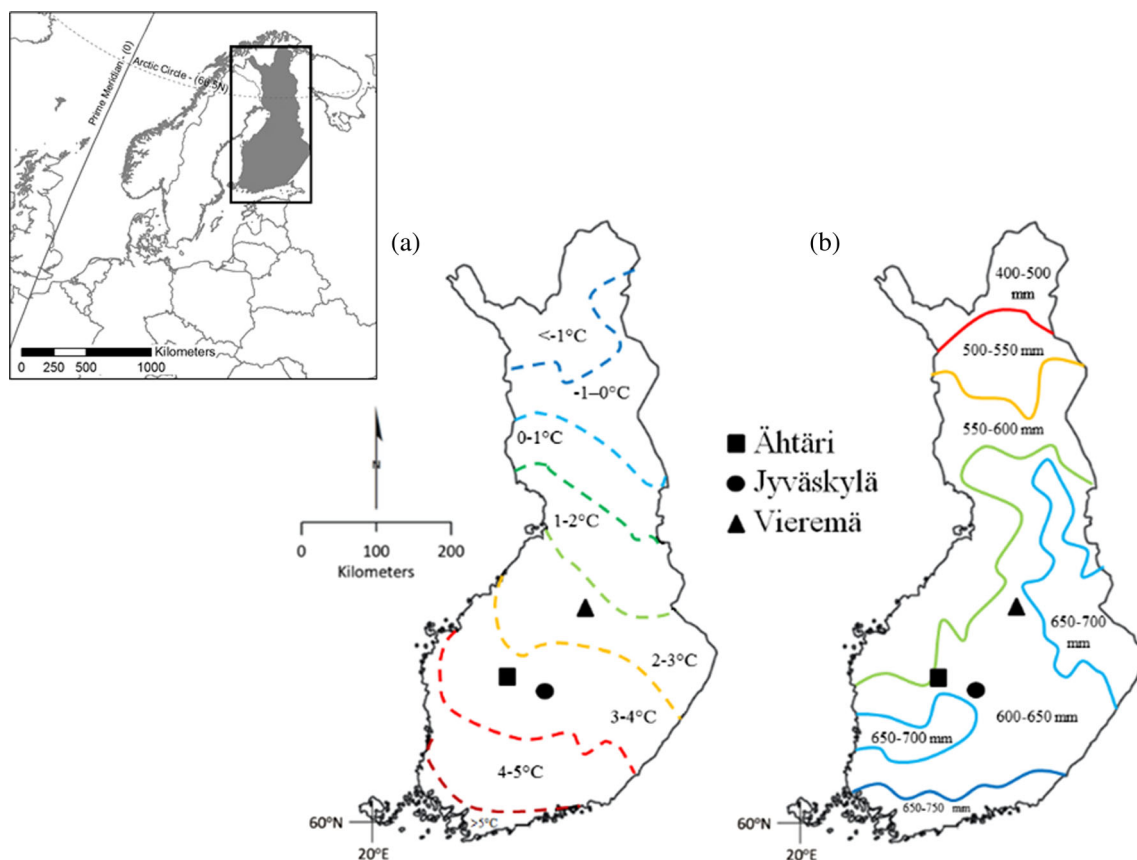 Prime Meridian - (0)
Arctic Circle - (66.5N)
Kilometers
0 250 500 1000
(a)
(b)
400-500
mm
<-1°C
500-550 mm
-1–0°C
550-600 mm
0-1°C
Ähtäri
Jyväskylä
Vieremä
N
1-2°C
0 100 200
Kilometers
650-700
mm
2-3°C
3-4°C
600-650 mm
650-700 mm
4-5°C
>5°C
650-750 mm
60°N
20°E